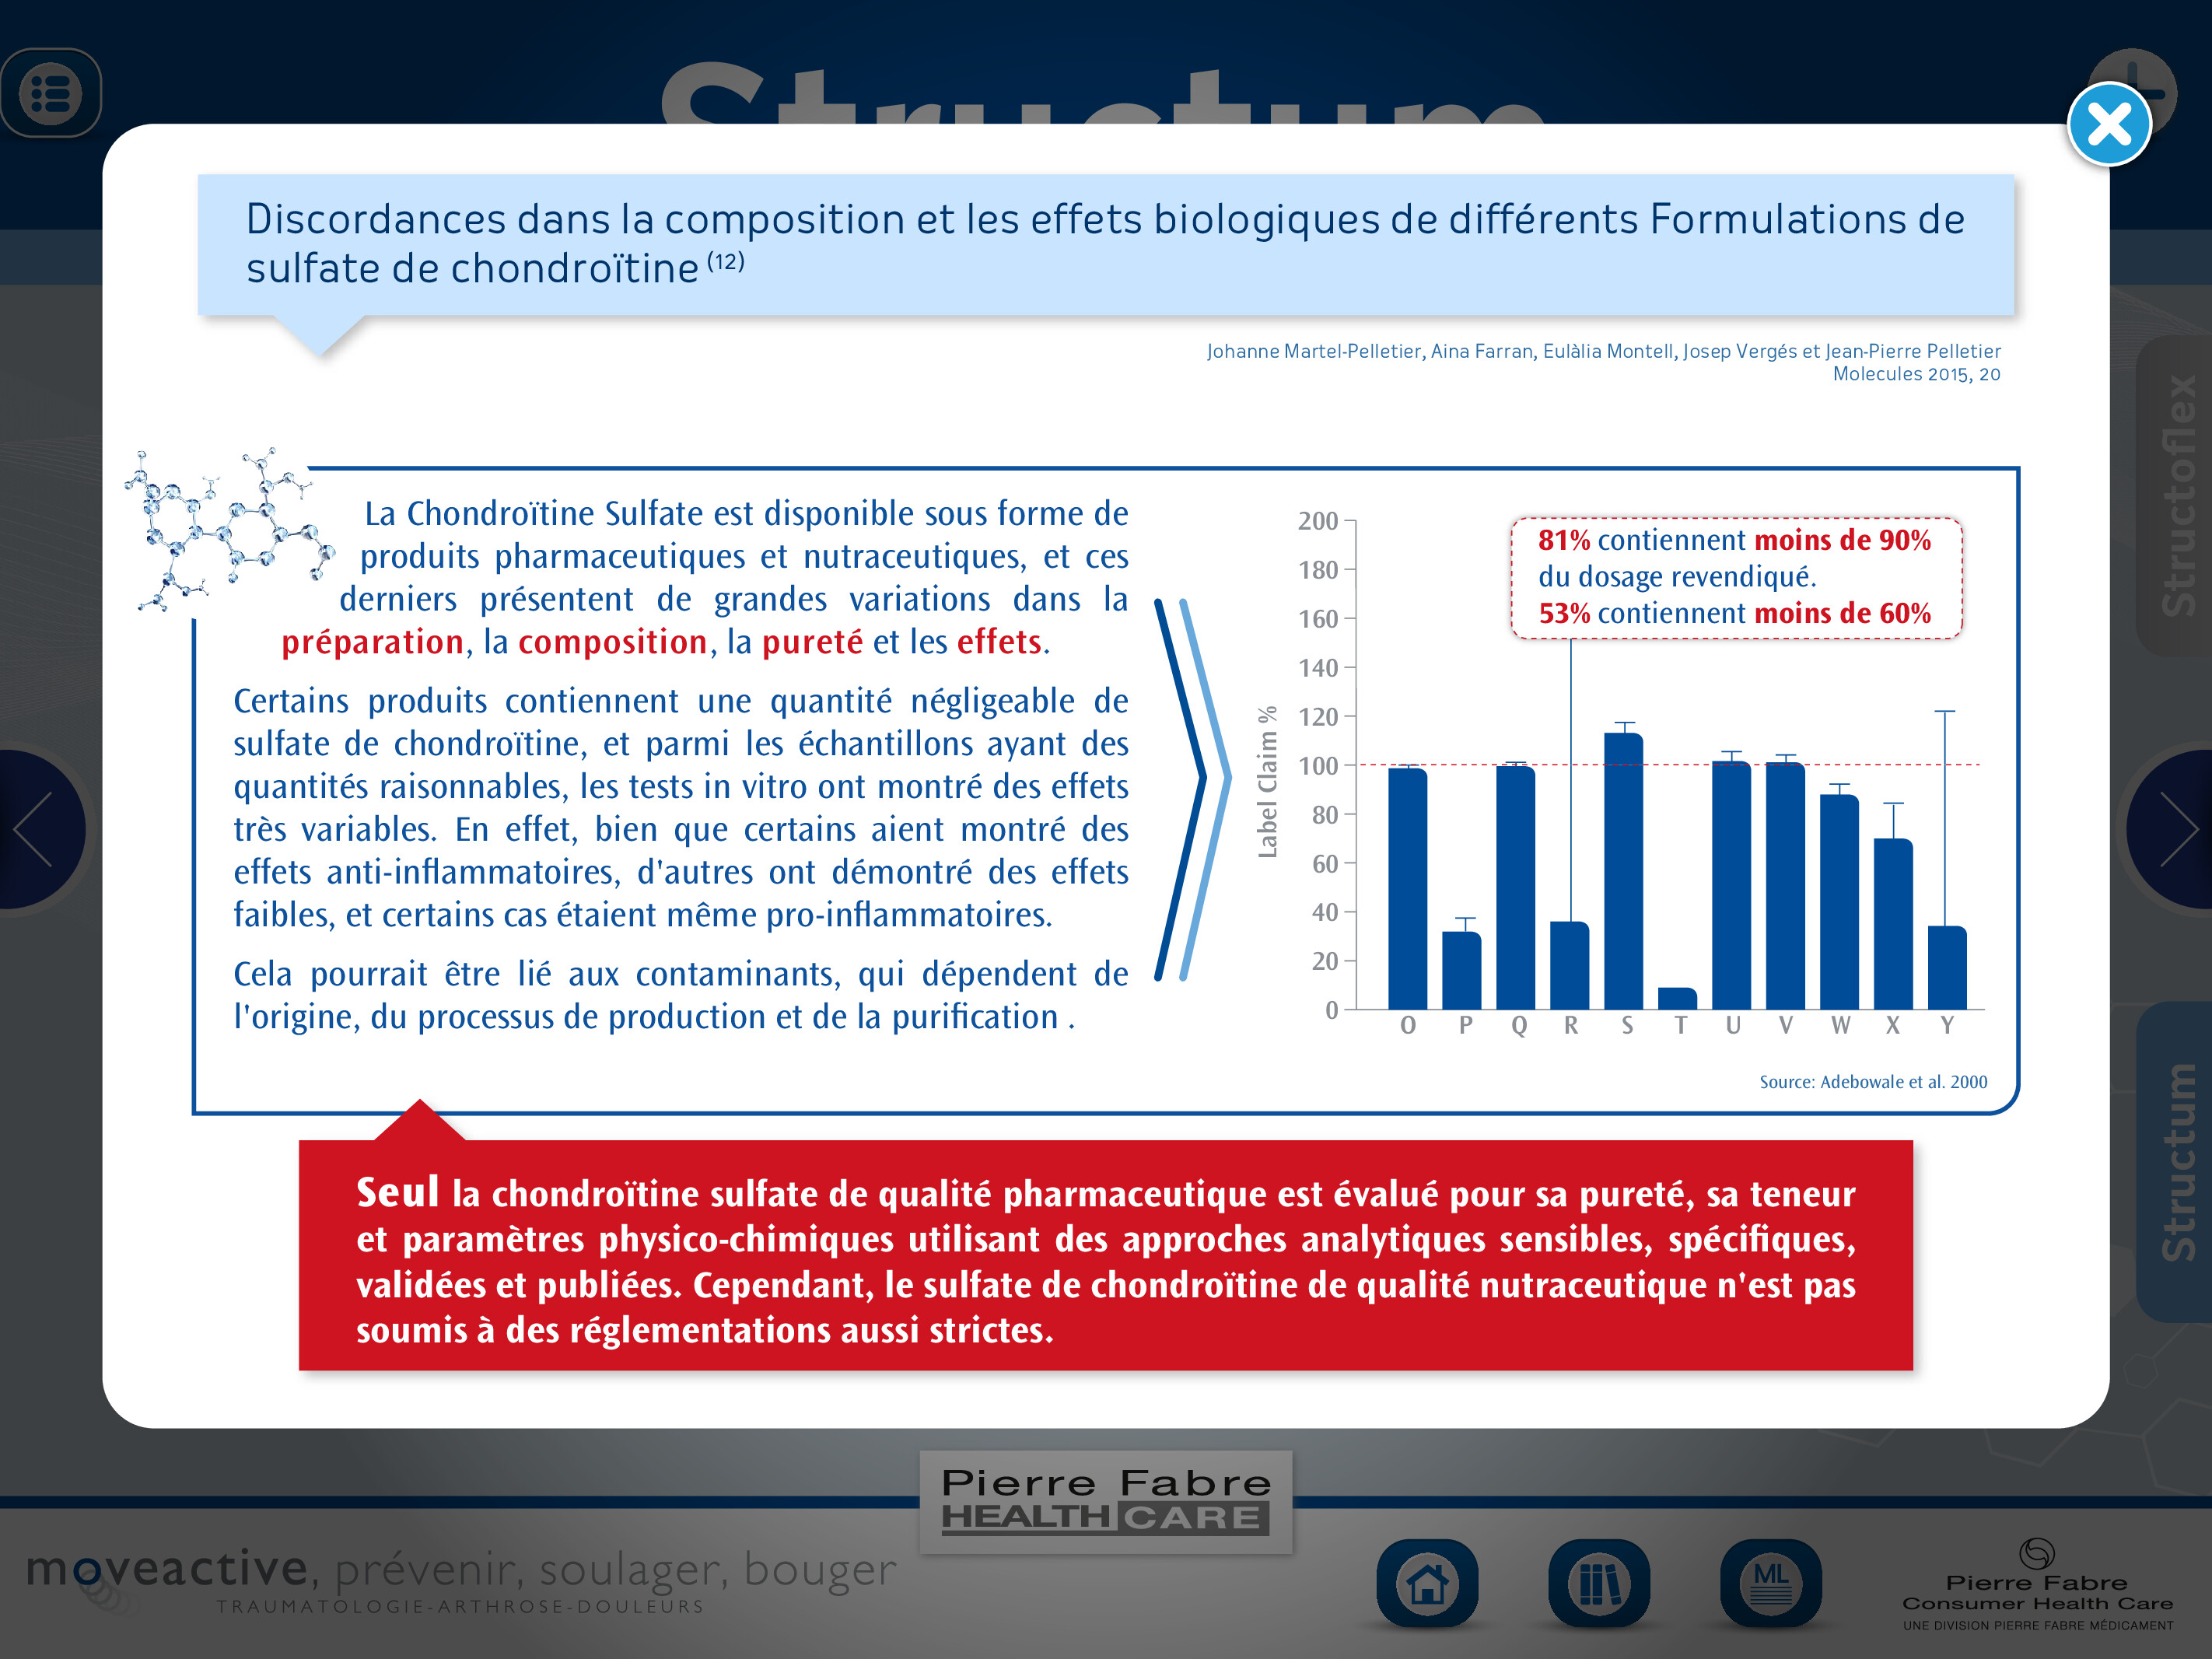 Structum
Discordances dans la composition et les effets biologiques de différents Formulations de
sulfate de chondroïtine (12)
Johanne Martel-Pelletier, Aina Farran, Eulàlia Montell, Josep Vergés et Jean-Pierre Pelletier
Molecules 2015, 20
La Chondroïtine Sulfate est disponible sous forme de
produits pharmaceutiques et nutraceutiques, et ces
derniers présentent de grandes variations dans la
préparation, la composition, la pureté et les effets.
Certains produits contiennent une quantité négligeable de
sulfate de chondroïtine, et parmi les échantillons ayant des
quantités raisonnables, les tests in vitro ont montré des effets
très variables. En effet, bien que certains aient montré des
effets anti-inflammatoires, d'autres ont démontré des effets
faibles, et certains cas étaient même pro-inflammatoires.
Cela pourrait être lié aux contaminants, qui dépendent de
l'origine, du processus de production et de la purification .
81% contiennent moins de 90%
du dosage revendiqué.
53% contiennent moins de 60%
Label Claim %
200
180
160
140
120
100
80
60
40
20
0
O P Q R S T U V W X Y
Source: Adebowale et al. 2000
Seul la chondroïtine sulfate de qualité pharmaceutique est évalué pour sa pureté, sa teneur
et paramètres physico-chimiques utilisant des approches analytiques sensibles, spécifiques,
validées et publiées. Cependant, le sulfate de chondroïtine de qualité nutraceutique n'est pas
soumis à des réglementations aussi strictes.
Structoflex
Structum
Pierre Fabre
HEALTH CARE
moveactive, prévenir, soulager, bouger
TRAUMATOLOGIE-ARTHROSE-DOULEURS
ML
Pierre Fabre
Consumer Health Care
UNE DIVISION PIERRE FABRE MÉDICAMENT